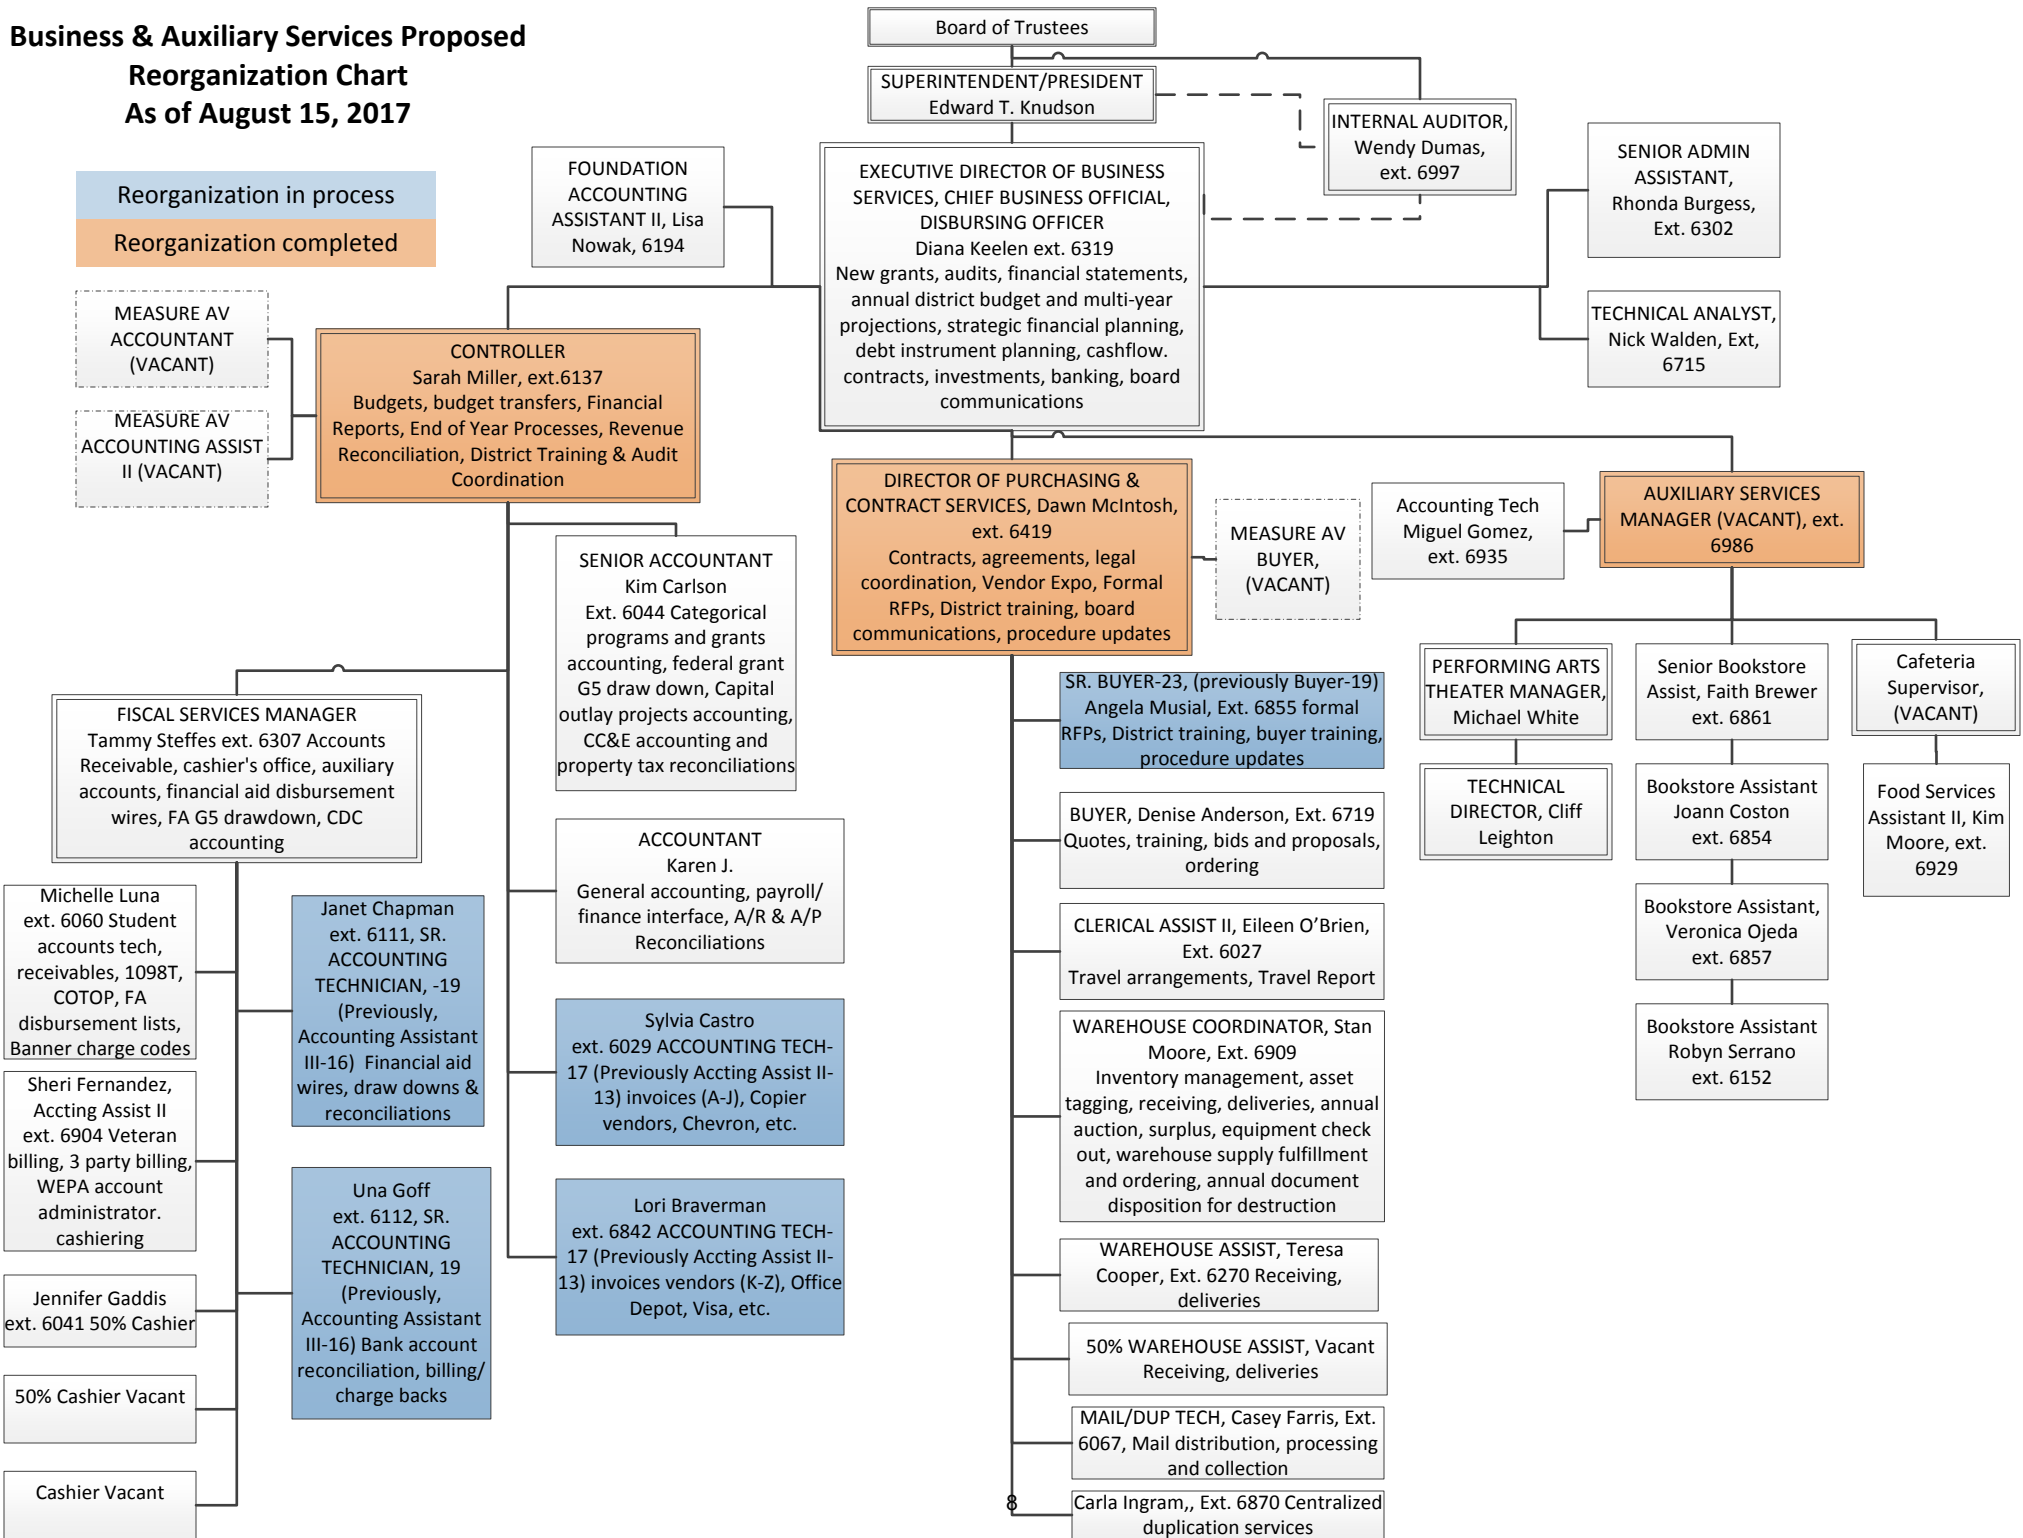 Business & Auxiliary Services Proposed
Reorganization Chart
As of August 15, 2017
Reorganization in process
Reorganization completed
Board of Trustees
SUPERINTENDENT/PRESIDENT
Edward T. Knudson
INTERNAL AUDITOR,
Wendy Dumas,
ext. 6997
SENIOR ADMIN
ASSISTANT,
Rhonda Burgess,
Ext. 6302
TECHNICAL ANALYST,
Nick Walden, Ext,
6715
FOUNDATION
ACCOUNTING
ASSISTANT II, Lisa
Nowak, 6194
EXECUTIVE DIRECTOR OF BUSINESS
SERVICES, CHIEF BUSINESS OFFICIAL,
DISBURSING OFFICER
Diana Keelen ext. 6319
New grants, audits, financial statements,
annual district budget and multi-year
projections, strategic financial planning,
debt instrument planning, cashflow.
contracts, investments, banking, board
communications
MEASURE AV
ACCOUNTANT
(VACANT)
MEASURE AV
ACCOUNTING ASSIST
II (VACANT)
CONTROLLER
Sarah Miller, ext.6137
Budgets, budget transfers, Financial
Reports, End of Year Processes, Revenue
Reconciliation, District Training & Audit
Coordination
DIRECTOR OF PURCHASING &
CONTRACT SERVICES, Dawn McIntosh,
ext. 6419
Contracts, agreements, legal
coordination, Vendor Expo, Formal
RFPs, District training, board
communications, procedure updates
MEASURE AV
BUYER,
(VACANT)
Accounting Tech
Miguel Gomez,
ext. 6935
AUXILIARY SERVICES
MANAGER (VACANT), ext.
6986
SENIOR ACCOUNTANT
Kim Carlson
Ext. 6044 Categorical
programs and grants
accounting, federal grant
G5 draw down, Capital
outlay projects accounting,
CC&E accounting and
property tax reconciliations
ACCOUNTANT
Karen J.
General accounting, payroll/
finance interface, A/R & A/P
Reconciliations
Sylvia Castro
ext. 6029 ACCOUNTING TECH-
17 (Previously Accting Assist II-
13) invoices (A-J), Copier
vendors, Chevron, etc.
Lori Braverman
ext. 6842 ACCOUNTING TECH-
17 (Previously Accting Assist II-
13) invoices vendors (K-Z), Office
Depot, Visa, etc.
FISCAL SERVICES MANAGER
Tammy Steffes ext. 6307 Accounts
Receivable, cashier's office, auxiliary
accounts, financial aid disbursement
wires, FA G5 drawdown, CDC
accounting
Michelle Luna
ext. 6060 Student
accounts tech,
receivables, 1098T,
COTOP, FA
disbursement lists,
Banner charge codes
Sheri Fernandez,
Accting Assist II
ext. 6904 Veteran
billing, 3 party billing,
WEPA account
administrator.
cashiering
Jennifer Gaddis
ext. 6041 50% Cashier
50% Cashier Vacant
Cashier Vacant
Janet Chapman
ext. 6111, SR.
ACCOUNTING
TECHNICIAN, -19
(Previously,
Accounting Assistant
III-16) Financial aid
wires, draw downs &
reconciliations
Una Goff
ext. 6112, SR.
ACCOUNTING
TECHNICIAN, 19
(Previously,
Accounting Assistant
III-16) Bank account
reconciliation, billing/
charge backs
SR. BUYER-23, (previously Buyer-19)
Angela Musial, Ext. 6855 formal
RFPs, District training, buyer training,
procedure updates
BUYER, Denise Anderson, Ext. 6719
Quotes, training, bids and proposals,
ordering
CLERICAL ASSIST II, Eileen O’Brien,
Ext. 6027
Travel arrangements, Travel Report
WAREHOUSE COORDINATOR, Stan
Moore, Ext. 6909
Inventory management, asset
tagging, receiving, deliveries, annual
auction, surplus, equipment check
out, warehouse supply fulfillment
and ordering, annual document
disposition for destruction
WAREHOUSE ASSIST, Teresa
Cooper, Ext. 6270 Receiving,
deliveries
50% WAREHOUSE ASSIST, Vacant
Receiving, deliveries
MAIL/DUP TECH, Casey Farris, Ext.
6067, Mail distribution, processing
and collection
Carla Ingram,, Ext. 6870 Centralized
duplication services
PERFORMING ARTS
THEATER MANAGER,
Michael White
TECHNICAL
DIRECTOR, Cliff
Leighton
Senior Bookstore
Assist, Faith Brewer
ext. 6861
Bookstore Assistant
Joann Coston
ext. 6854
Bookstore Assistant,
Veronica Ojeda
ext. 6857
Bookstore Assistant
Robyn Serrano
ext. 6152
Cafeteria
Supervisor,
(VACANT)
Food Services
Assistant II, Kim
Moore, ext.
6929
8